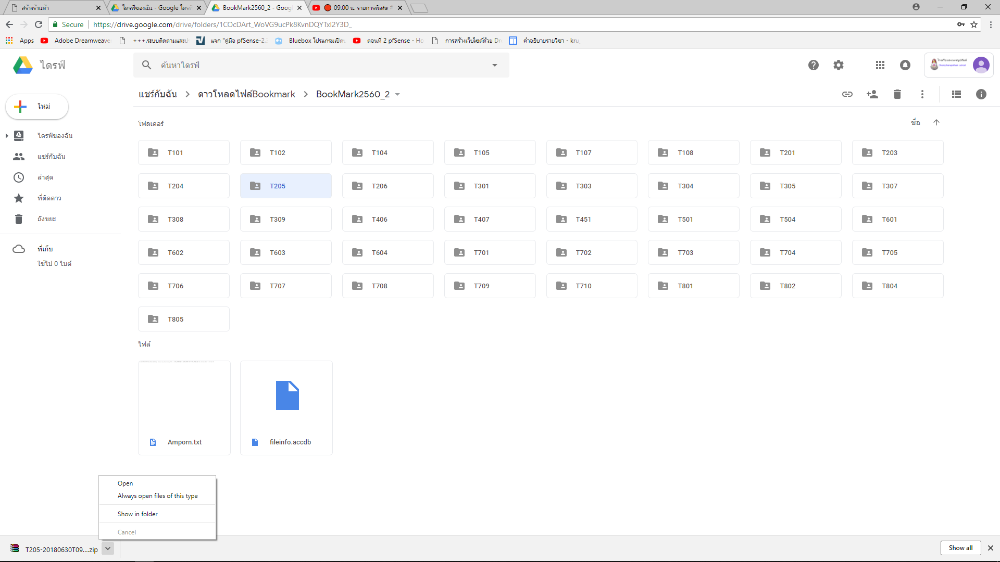 สร้างร้านค้า
ไดรฟ์ของฉัน - Google ไดรฟ์
BookMark2560_2 - Goog
09.00 น. รายการพิเศษ
Secure
https://drive.google.com/drive/folders/1COcDArt_WoVG9ucPk8KvnDQYTxl2Y3D_
Apps
Adobe Dreamweave
+++.ระบบติดตามและป
แจก "คู่มือ pfSense-2.
Bluebox โปรแกรมเปิด
ตอนที่ 2 pfSense - Ho
การสร้างเว็บไซต์ด้วย Dr
คำอธิบายรายวิชา - kru
ไดรฟ์
ค้นหาไดรฟ์
ใหม่
ไดรฟ์ของฉัน
แชร์กับฉัน
ล่าสุด
ที่ติดดาว
ถังขยะ
ที่เก็บ
ใช้ไป 0 ไบต์
แชร์กับฉัน > ดาวโหลดไฟล์Bookmark > BookMark2560_2
โฟลเดอร์
ชื่อ
T101 T102 T104 T105 T107 T108 T201 T203
T204 T205 T206 T301 T303 T304 T305 T307
T308 T309 T406 T407 T451 T501 T504 T601
T602 T603 T604 T701 T702 T703 T704 T705
T706 T707 T708 T709 T710 T801 T802 T804
T805
ไฟล์
Amporn.txt
fileinfo.accdb
Open
Always open files of this type
Show in folder
Cancel
T205-20180630T09....zip
Show all